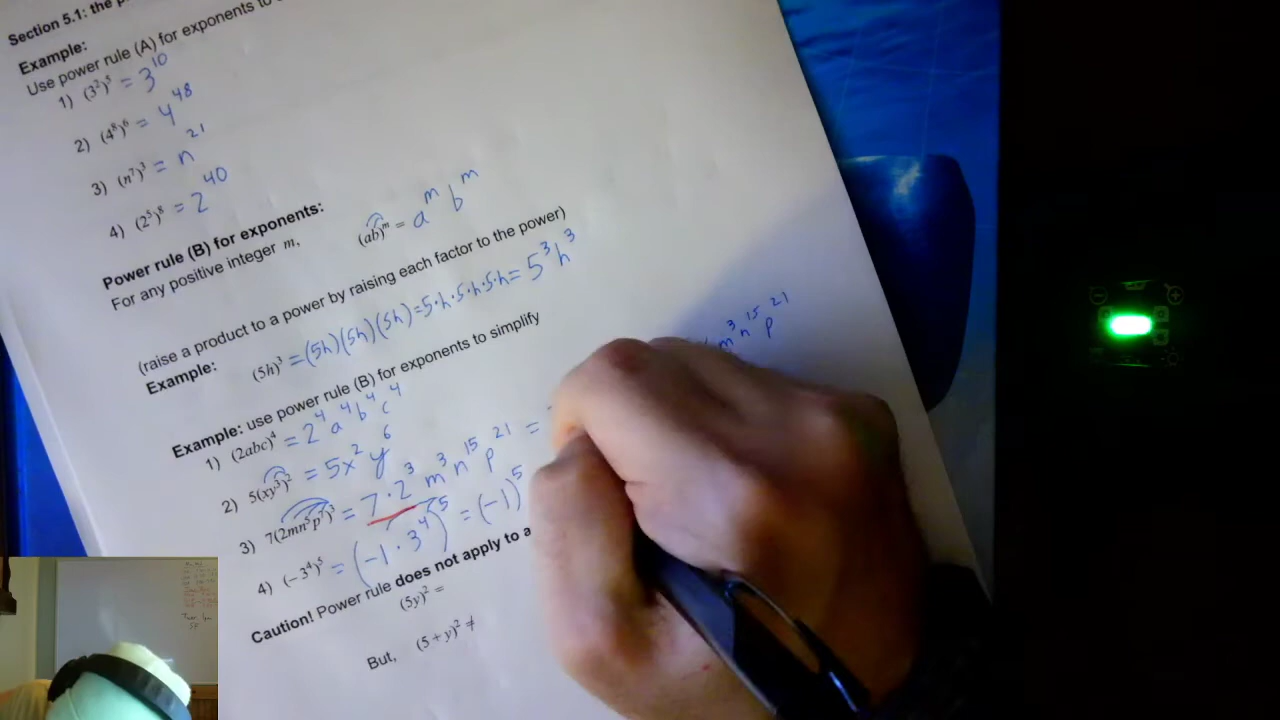 Section 5.1: the
Example:
Use power rule (A) for exponents to
1) (3²)⁵ = 3¹⁰
2) (4⁸)⁶ = 4⁴⁸
3) (n⁷)³ = n²¹
4) (2⁵)⁸ = 2⁴⁰
Power rule (B) for exponents:
For any positive integer m, (ab)ᵐ = aᵐ bᵐ
(raise a product to a power by raising each factor to the power)
Example: (5h)³ = (5h)(5h)(5h) = 5·h·5·h·5·h = 5³h³
Example: use power rule (B) for exponents to simplify
1) (2abc)⁴ = 2⁴a⁴b⁴c⁴
2) 5(xy³)² = 5x²y⁶
3) 7(2mn⁵p⁷)³ = 7·2³m³n¹⁵p²¹ = m³n¹⁵p²¹
4) (−3⁴)⁵ = (−1·3⁴)⁵ = (−1)⁵
Caution! Power rule does not apply to a
(5y)² =
But, (5 + y)² ≠